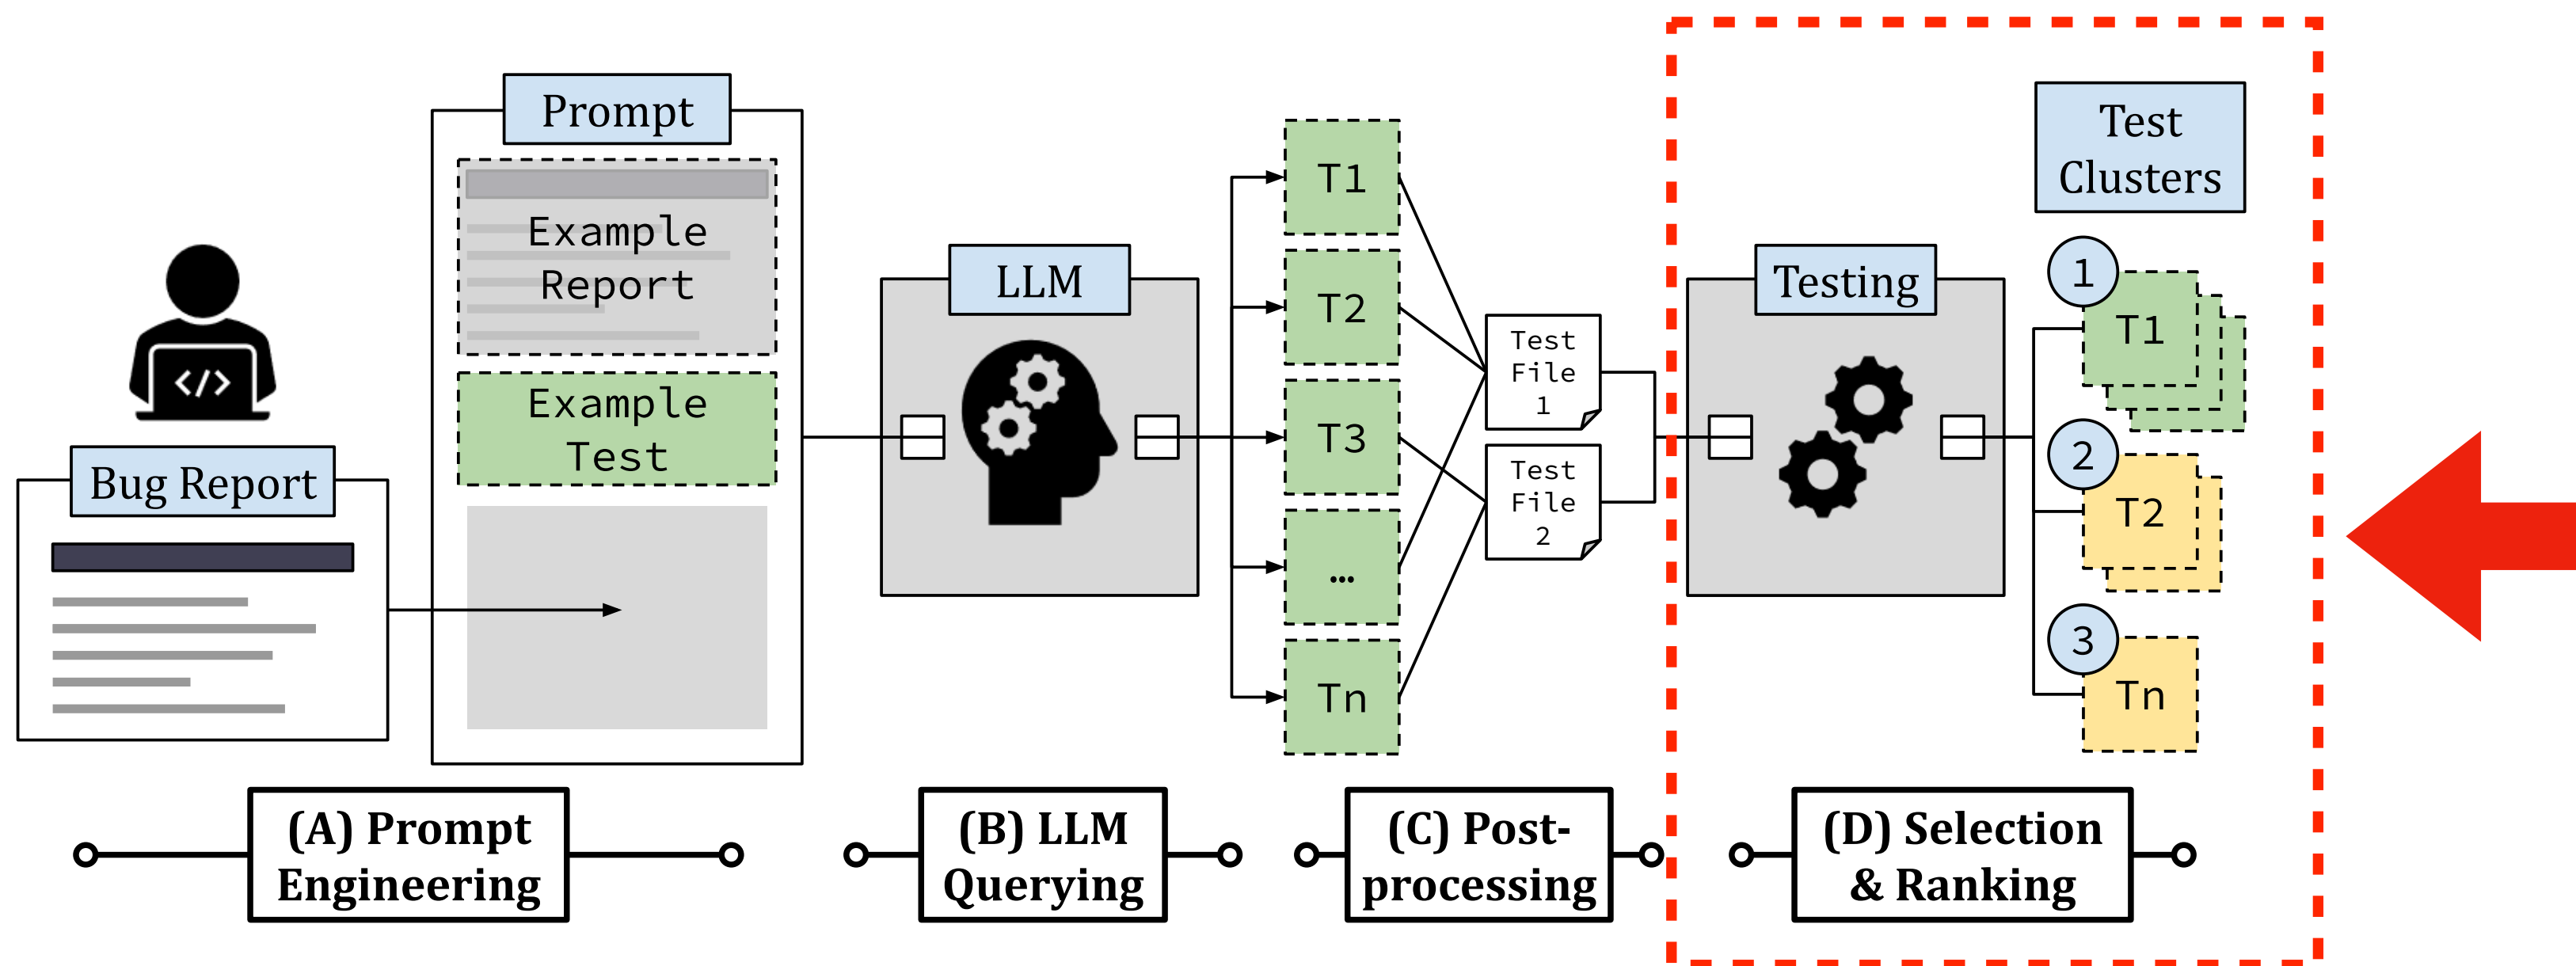 Bug Report
</>
Prompt
Example
Report
Example
Test
LLM
T1
T2
T3
...
Tn
Test
File
1
Test
File
2
Testing
Test
Clusters
1
T1
2
T2
3
Tn
(A) Prompt
Engineering
(B) LLM
Querying
(C) Post-
processing
(D) Selection
& Ranking